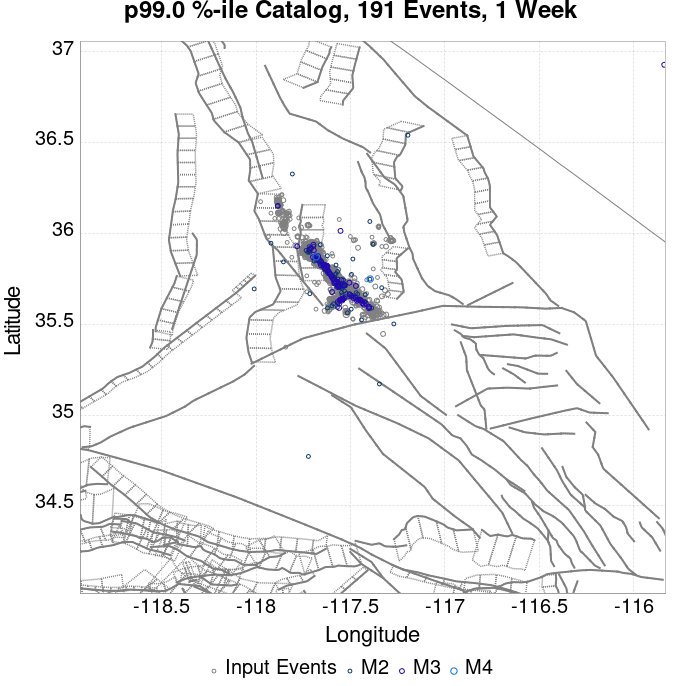 p99.0 %-ile Catalog, 191 Events, 1 Week
37
36.5
36
35.5
35
34.5
Latitude
-118.5 -118 -117.5 -117 -116.5 -116
Longitude
Input Events M2 M3 M4